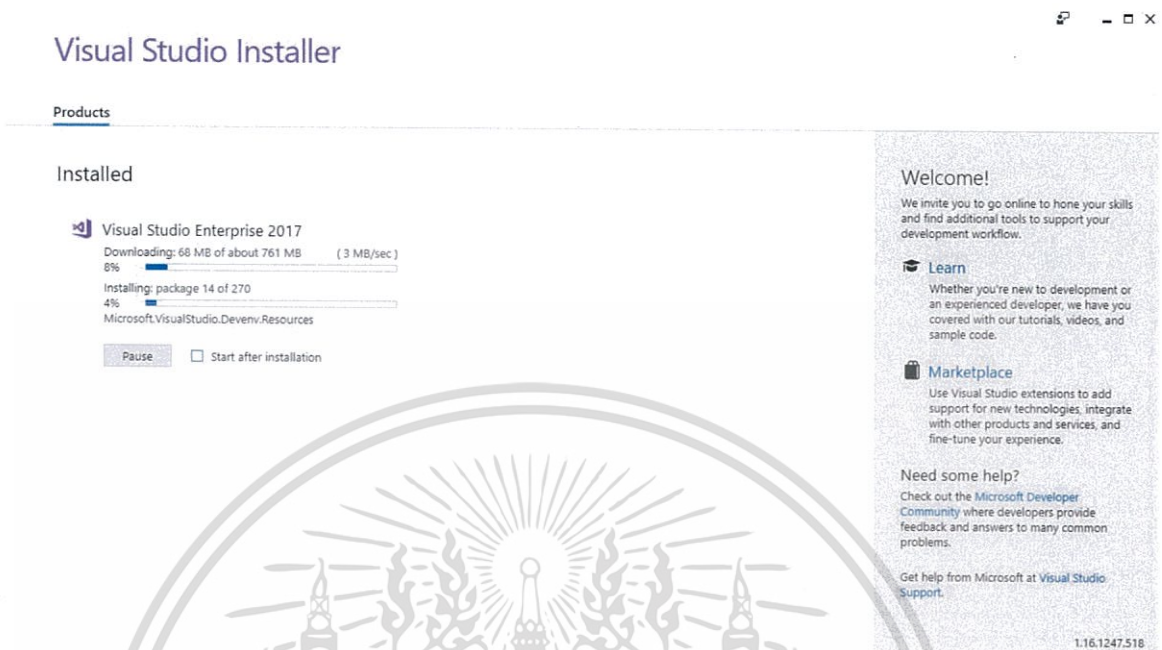 Visual Studio Installer
Products
Installed
Visual Studio Enterprise 2017
Downloading: 68 MB of about 761 MB ( 3 MB/sec )
8%
Installing: package 14 of 270
4%
Microsoft.VisualStudio.Devenv.Resources
Pause Start after installation
Welcome!
We invite you to go online to hone your skills
and find additional tools to support your
development workflow.
Learn
Whether you're new to development or
an experienced developer, we have you
covered with our tutorials, videos, and
sample code.
Marketplace
Use Visual Studio extensions to add
support for new technologies, integrate
with other products and services, and
fine-tune your experience.
Need some help?
Check out the Microsoft Developer
Community where developers provide
feedback and answers to many common
problems.
Get help from Microsoft at Visual Studio
Support.
1.16.1247.518